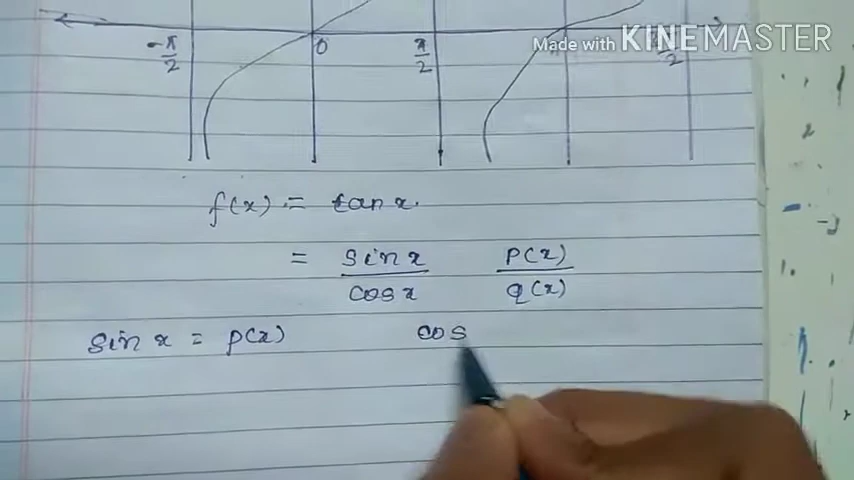 Made with KINEMASTER
-π/2 0 π/2
f(x) = tan x.
= sin x / cos x P(x) / q(x)
sin x = p(x) cos